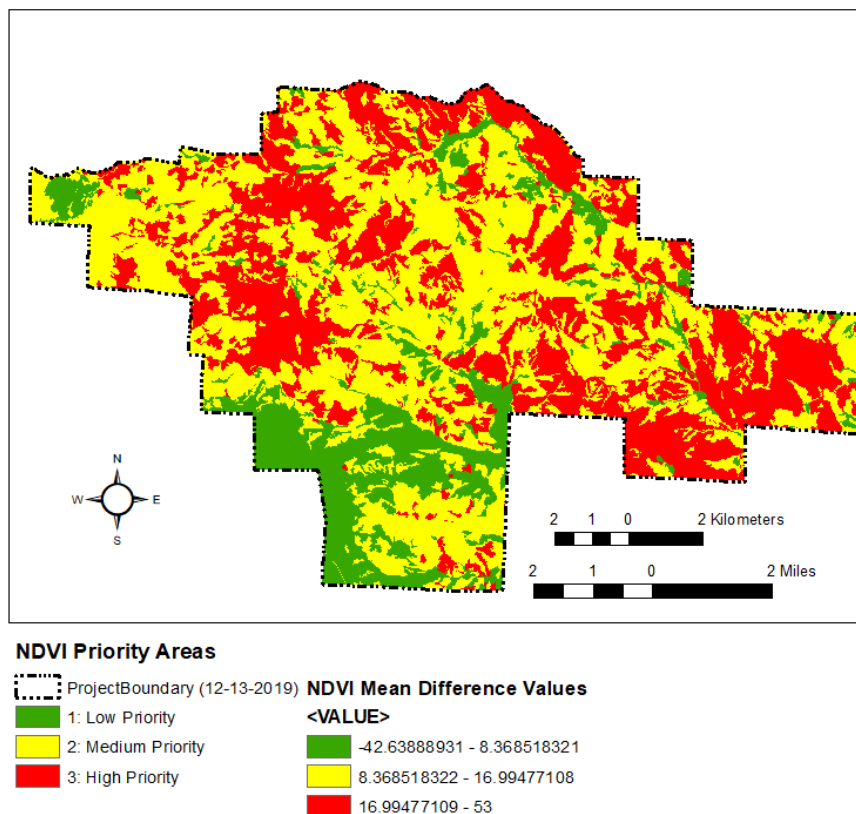 N
W E
S
2 1 0 2 Kilometers
2 1 0 2 Miles
NDVI Priority Areas
ProjectBoundary (12-13-2019)
1: Low Priority
2: Medium Priority
3: High Priority
NDVI Mean Difference Values
<VALUE>
-42.63888931 - 8.368518321
8.368518322 - 16.99477108
16.99477109 - 53